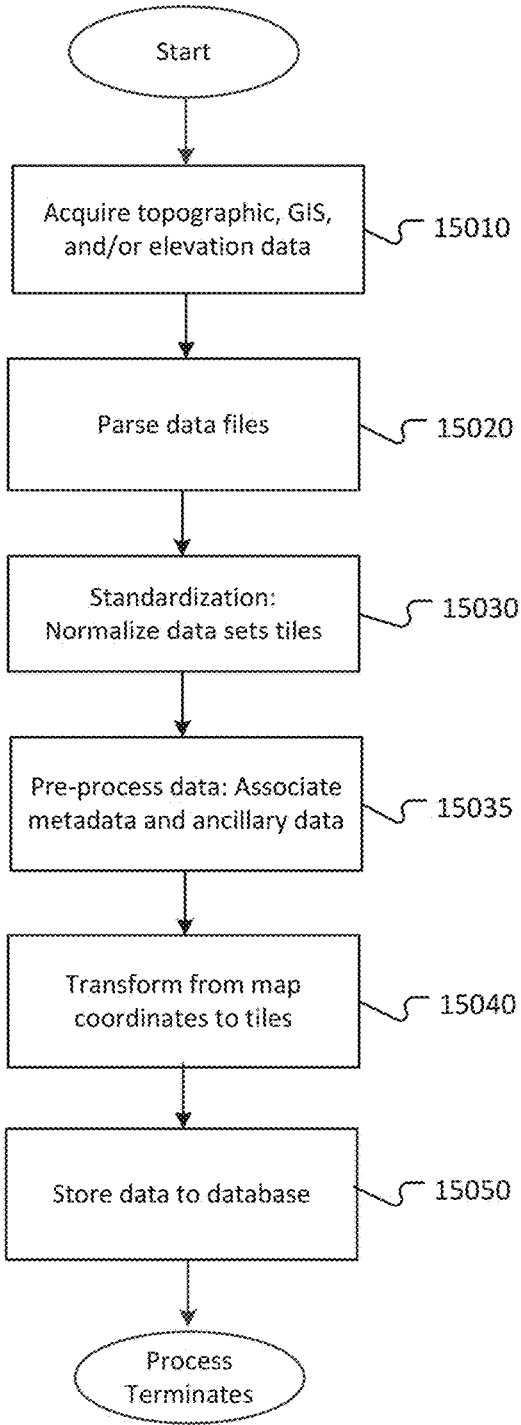 Start
Acquire topographic, GIS,
and/or elevation data
15010
Parse data files
15020
Standardization:
Normalize data sets tiles
15030
Pre-process data: Associate
metadata and ancillary data
15035
Transform from map
coordinates to tiles
15040
Store data to database
15050
Process
Terminates